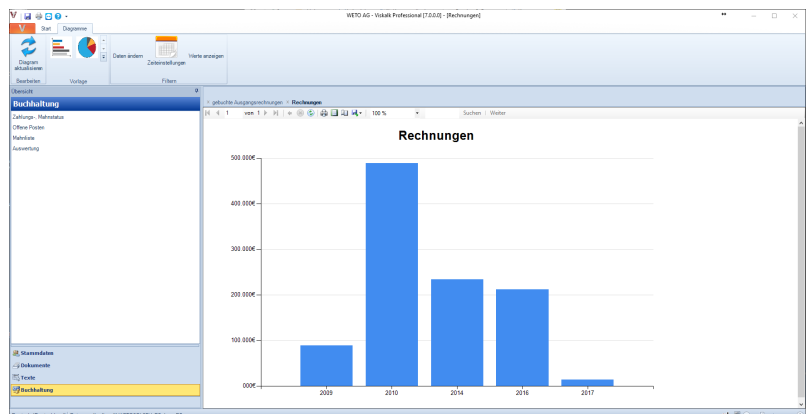 WETO AG - Viskalk Professional [7.0.0.0] - [Rechnungen]
Start Diagramme
Diagram aktualisieren
Daten ändern
Zeiteinstellungen
Werte anzeigen
Bearbeiten Vorlage Filtern
Übersicht
Buchhaltung
Zahlungs-, Mahnstatus
Offene Posten
Mahnliste
Auswertung
Stammdaten
Dokumente
Texte
Buchhaltung
gebuchte Ausgangsrechnungen Rechnungen
1 von 1 100 % Suchen Weiter
Rechnungen
500.000€
400.000€
300.000€
200.000€
100.000€
000€
2009 2010 2014 2016 2017